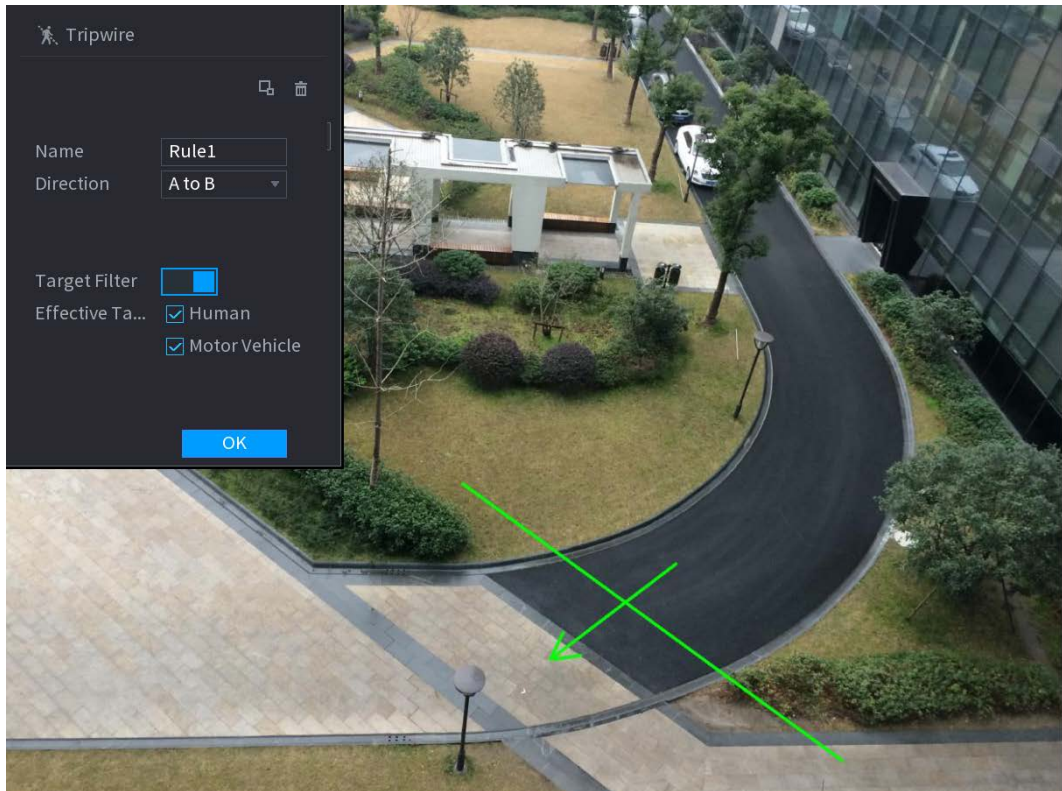 Tripwire
Name Rule1
Direction A to B
Target Filter
Effective Ta... Human
Motor Vehicle
OK